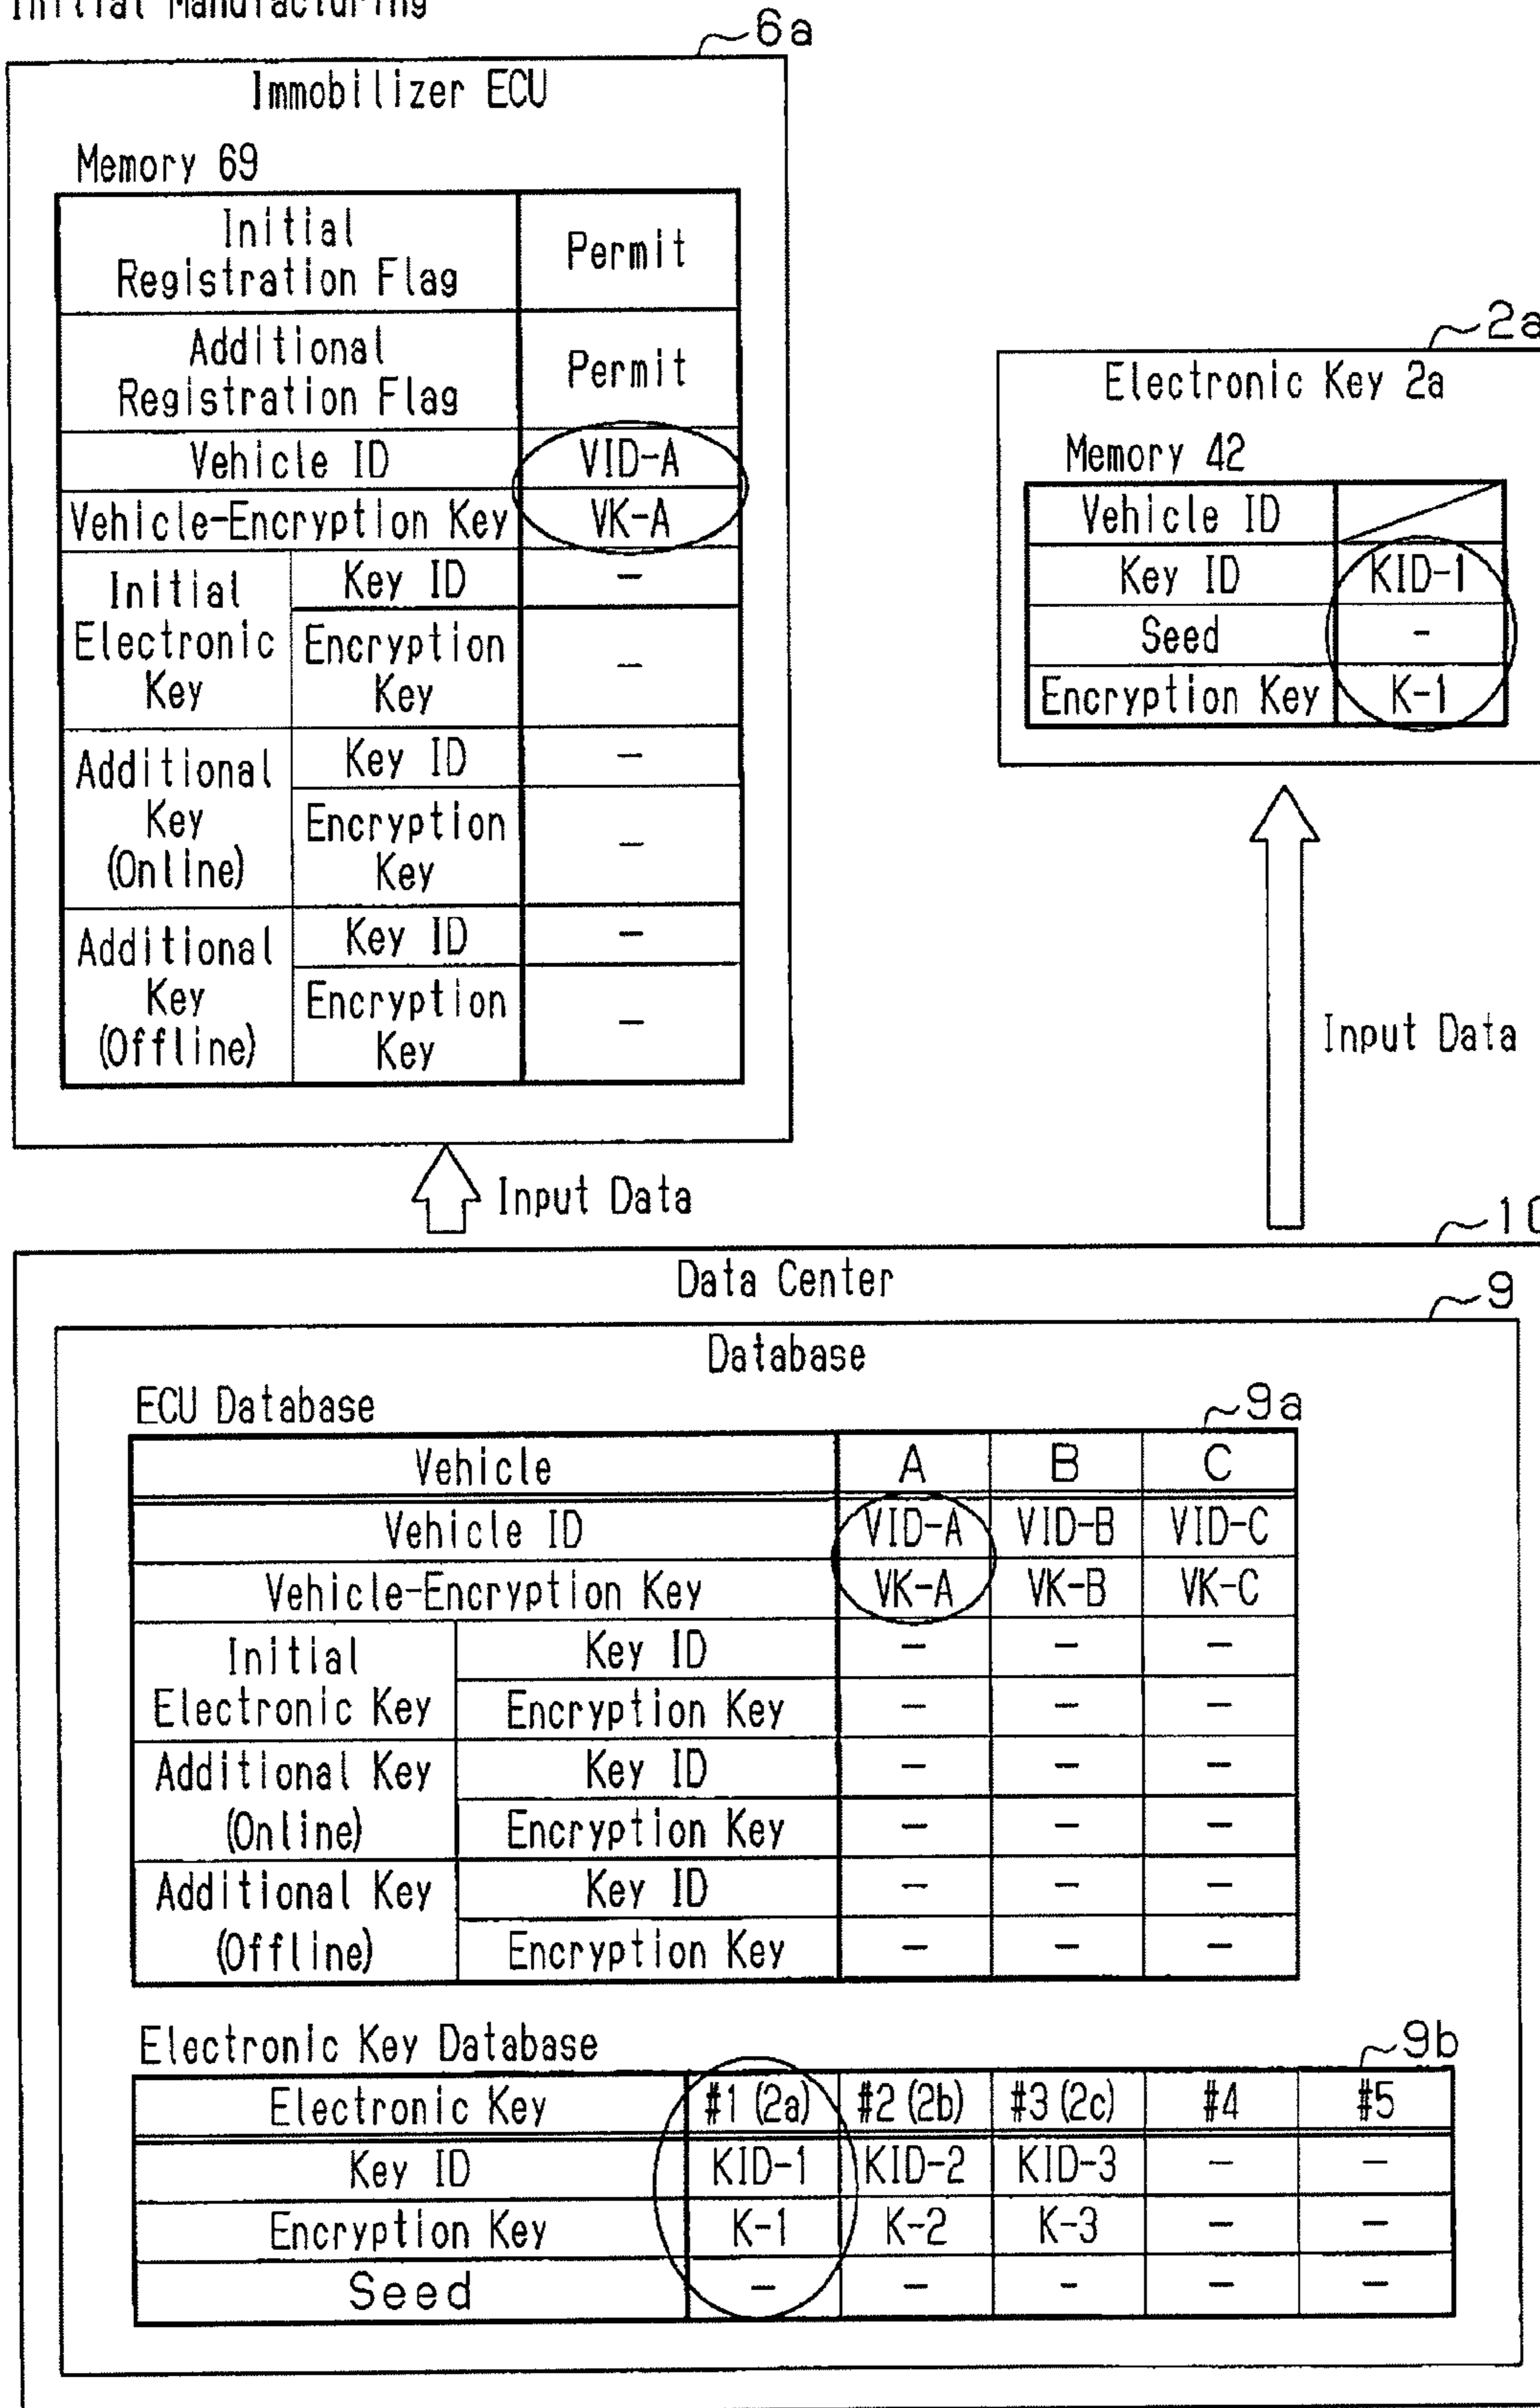 Initial Manufacturing
6a
Immobilizer ECU
Memory 69
Initial Registration Flag Permit
Additional Registration Flag Permit
Vehicle ID VID-A
Vehicle-Encryption Key VK-A
Initial Electronic Key Key ID -
Encryption Key -
Additional Key (Online) Key ID -
Encryption Key -
Additional Key (Offline) Key ID -
Encryption Key -
Input Data
2a
Electronic Key 2a
Memory 42
Vehicle ID
Key ID KID-1
Seed -
Encryption Key K-1
Input Data
10
Data Center
9
Database
ECU Database
9a
Vehicle A B C
Vehicle ID VID-A VID-B VID-C
Vehicle-Encryption Key VK-A VK-B VK-C
Initial Electronic Key Key ID - - -
Encryption Key - - -
Additional Key (Online) Key ID - - -
Encryption Key - - -
Additional Key (Offline) Key ID - - -
Encryption Key - - -
Electronic Key Database
9b
Electronic Key #1 (2a) #2 (2b) #3 (2c) #4 #5
Key ID KID-1 KID-2 KID-3 - -
Encryption Key K-1 K-2 K-3 - -
Seed - - - - -